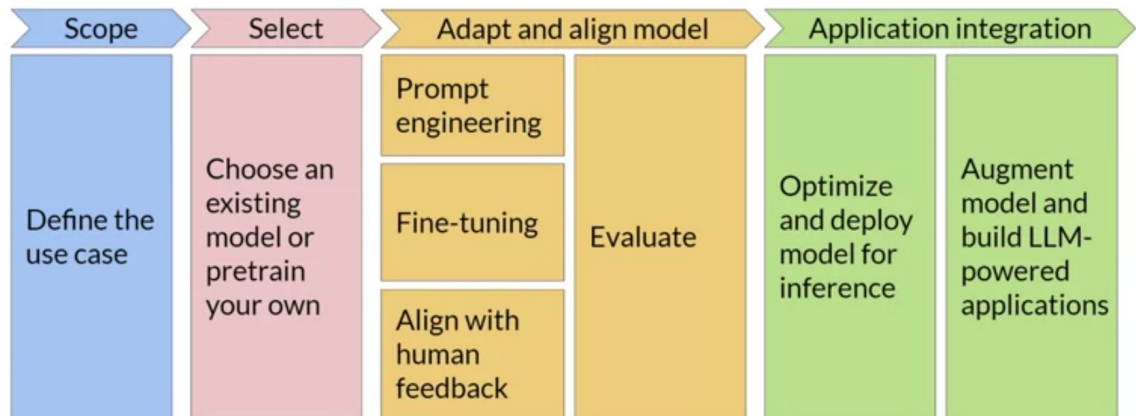 Scope
Select
Adapt and align model
Application integration
Define the
use case
Choose an
existing
model or
pretrain
your own
Prompt
engineering
Fine-tuning
Align with
human
feedback
Evaluate
Optimize
and deploy
model for
inference
Augment
model and
build LLM-
powered
applications